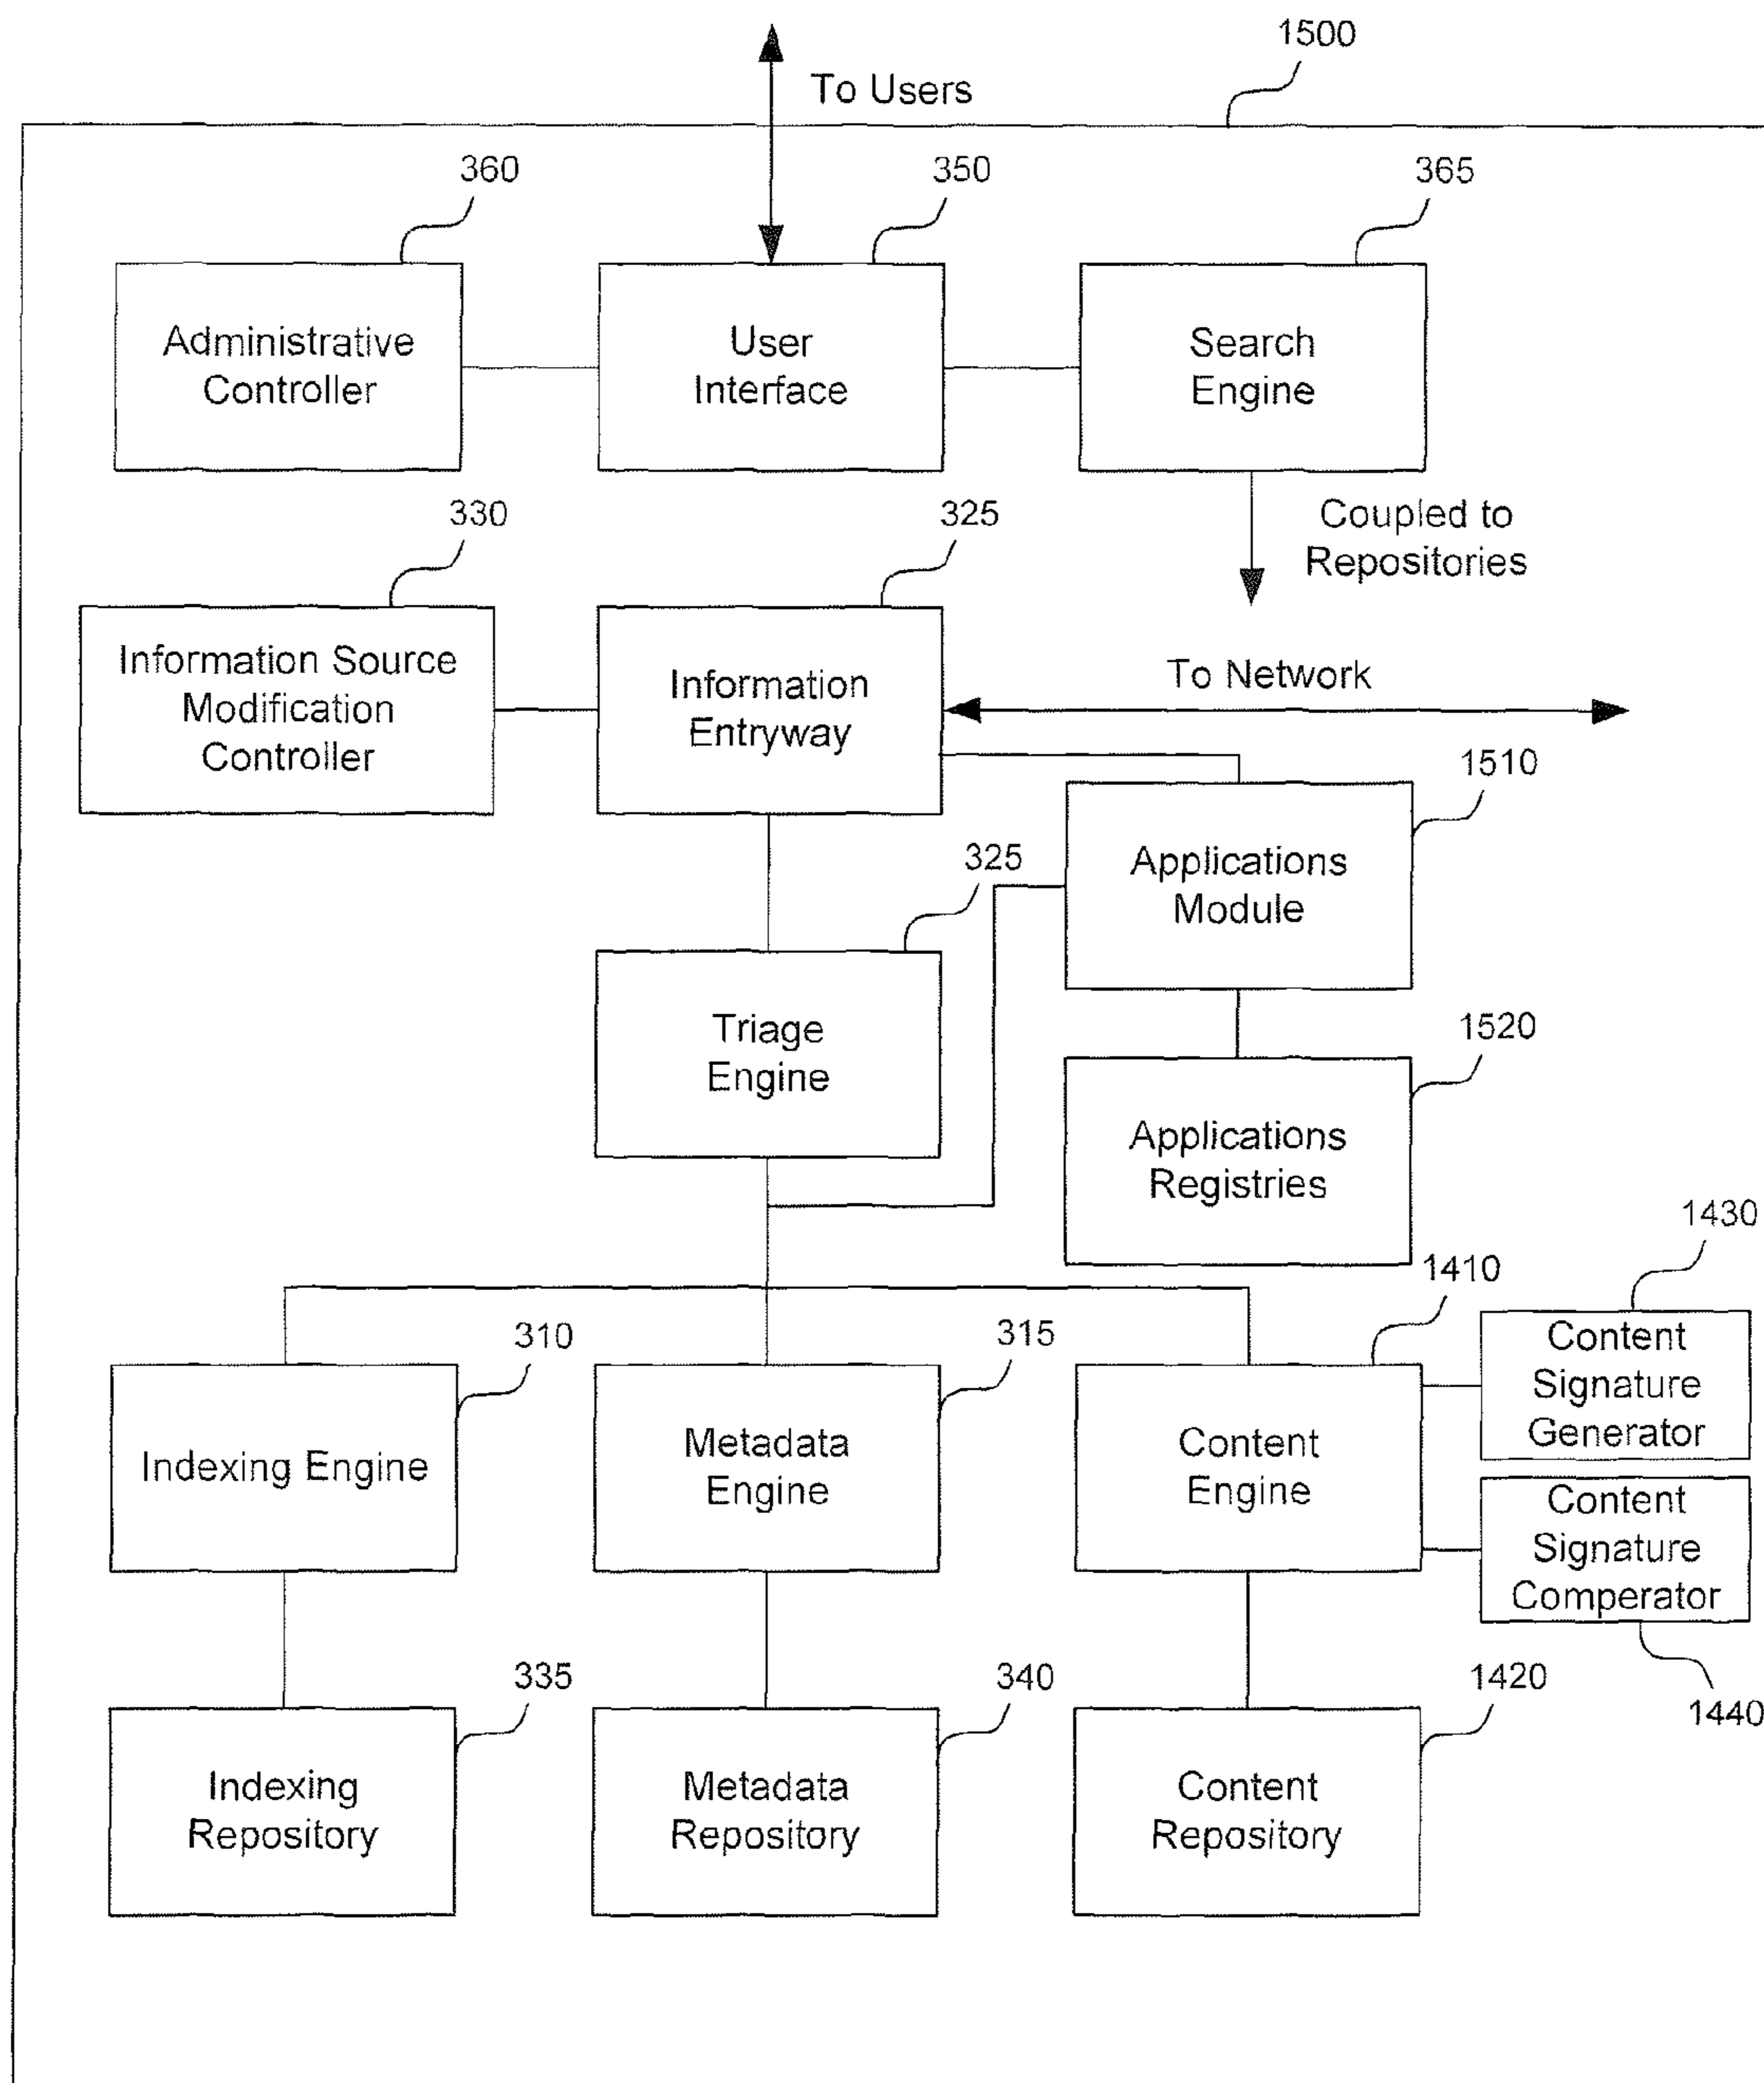 1500
To Users
360
350
365
Administrative
Controller
User
Interface
Search
Engine
330
325
Coupled to
Repositories
Information Source
Modification
Controller
Information
Entryway
To Network
1510
325
Applications
Module
Triage
Engine
1520
Applications
Registries
1430
1410
310
315
Content
Signature
Generator
Indexing Engine
Metadata
Engine
Content
Engine
Content
Signature
Comperator
335
340
1420
1440
Indexing
Repository
Metadata
Repository
Content
Repository